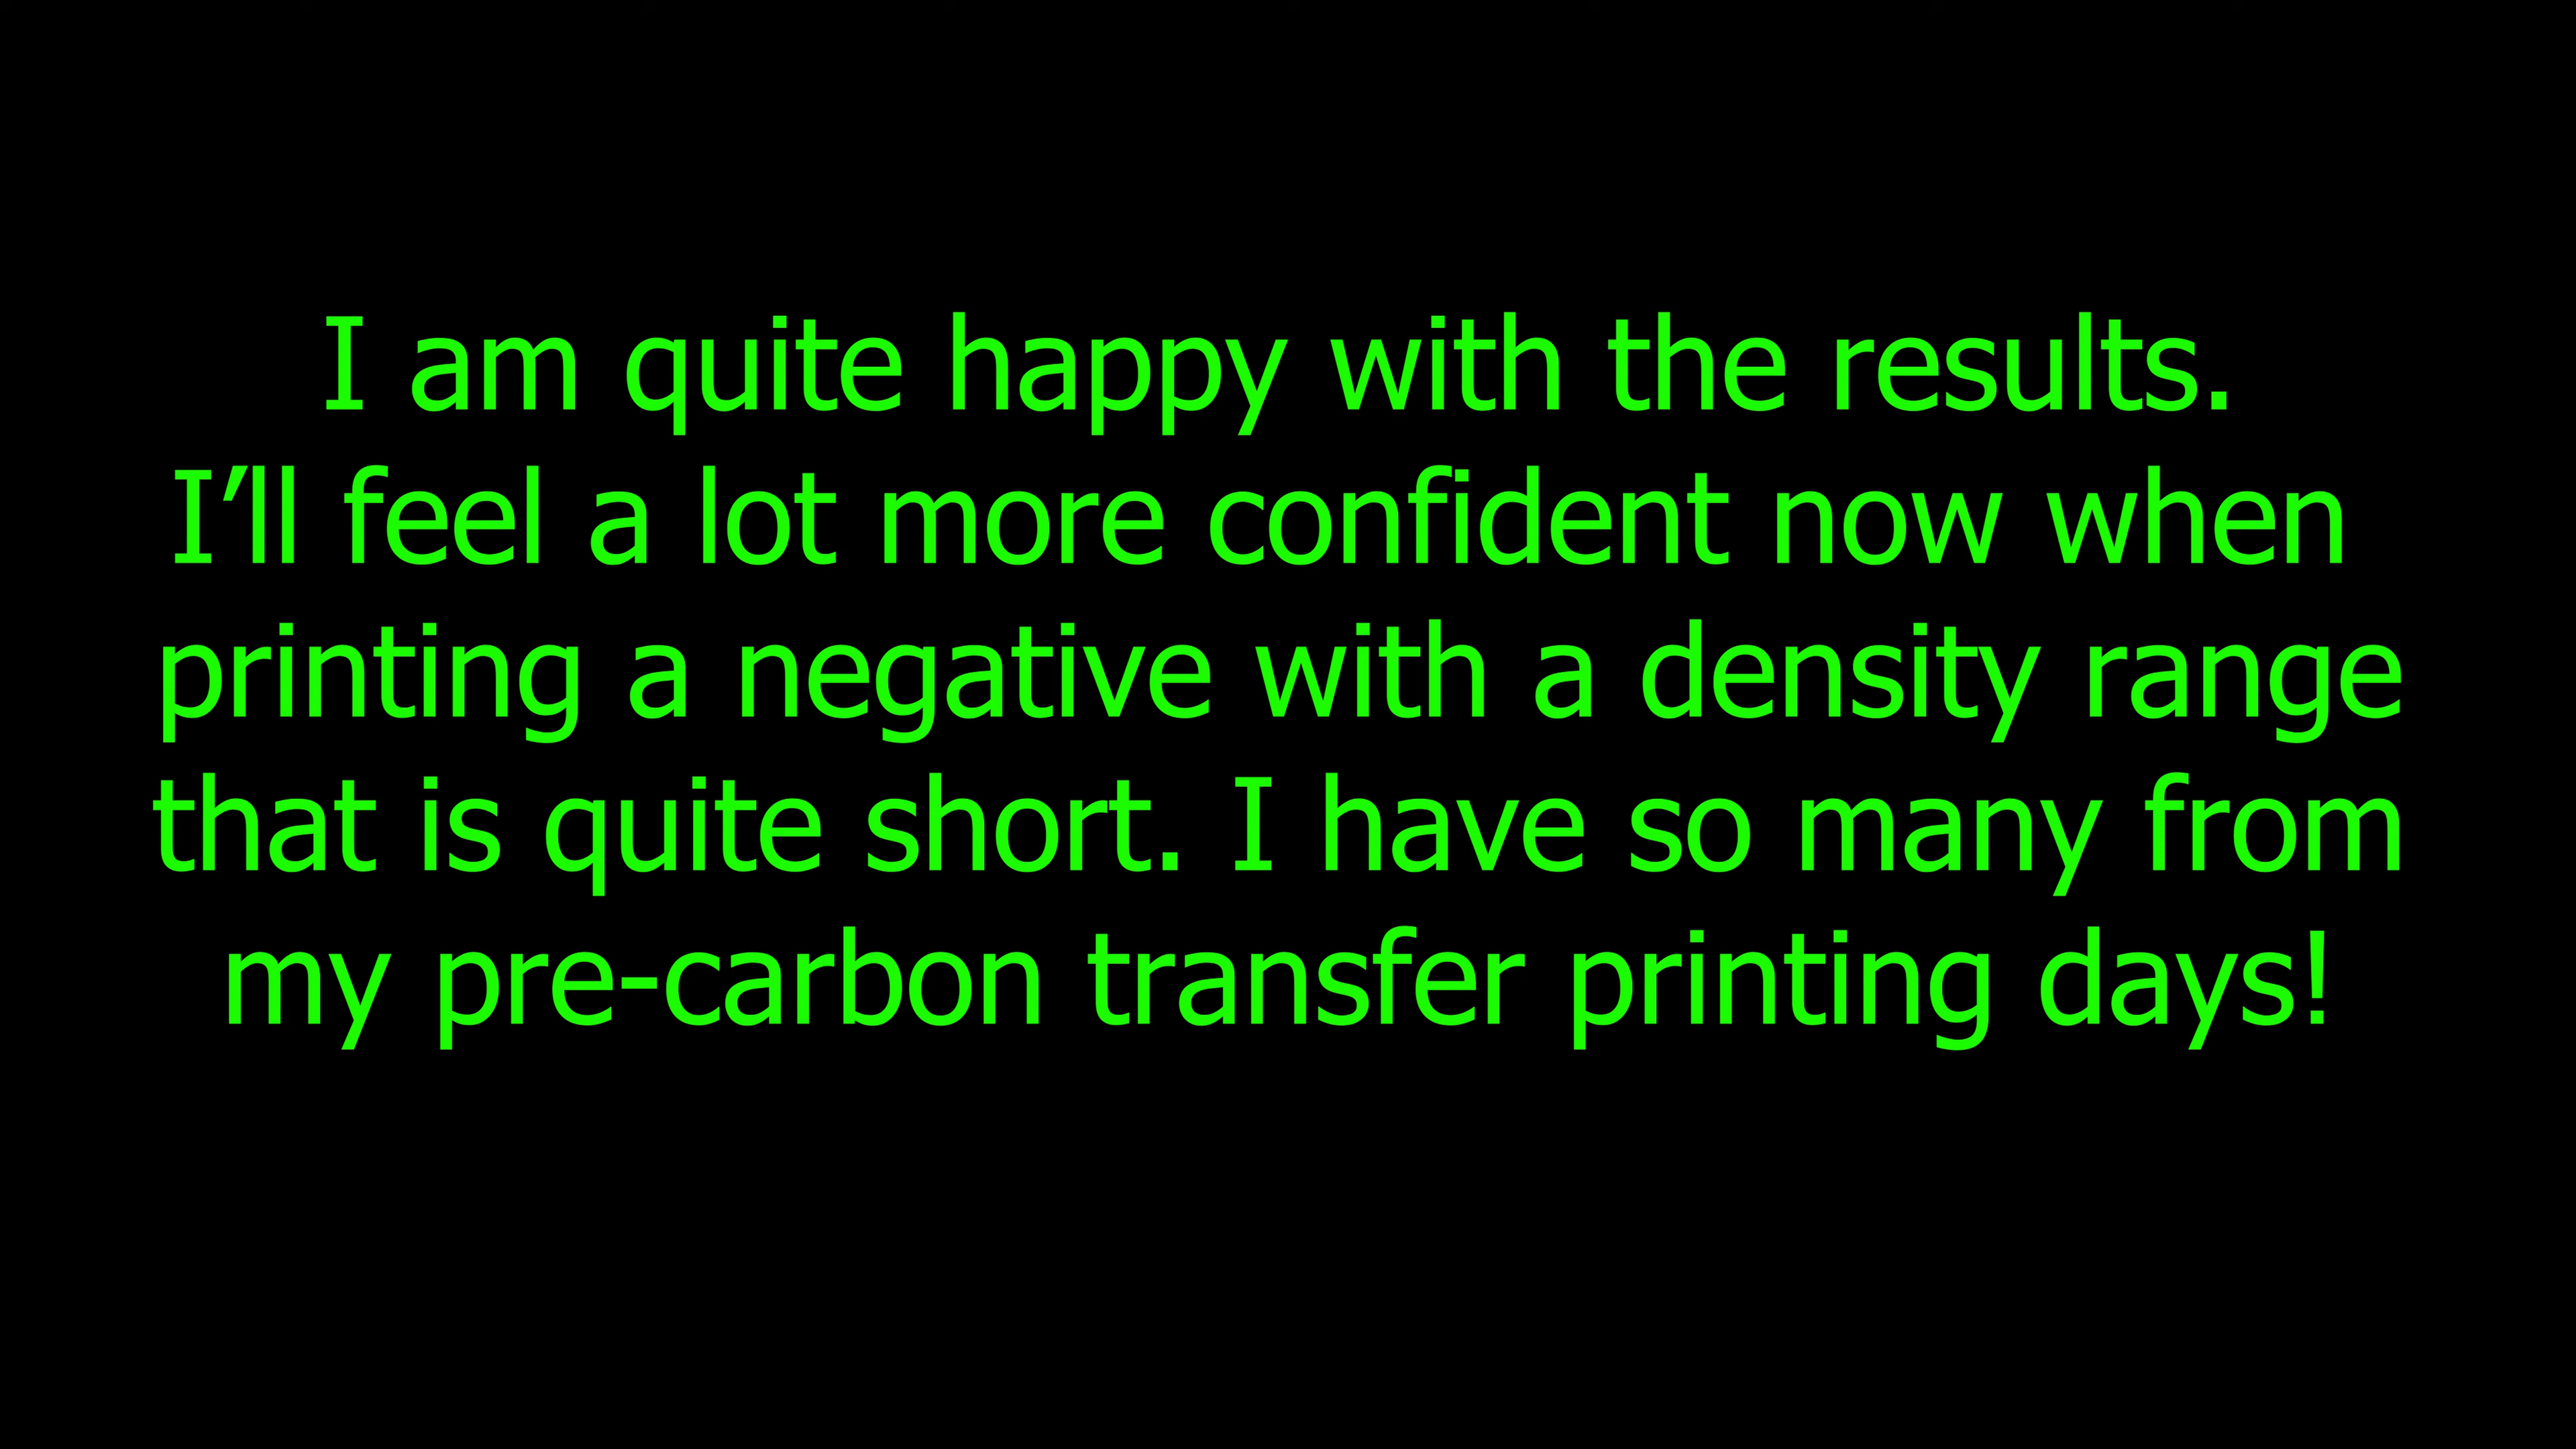 I am quite happy with the results.
I’ll feel a lot more confident now when
printing a negative with a density range
that is quite short. I have so many from
my pre-carbon transfer printing days!